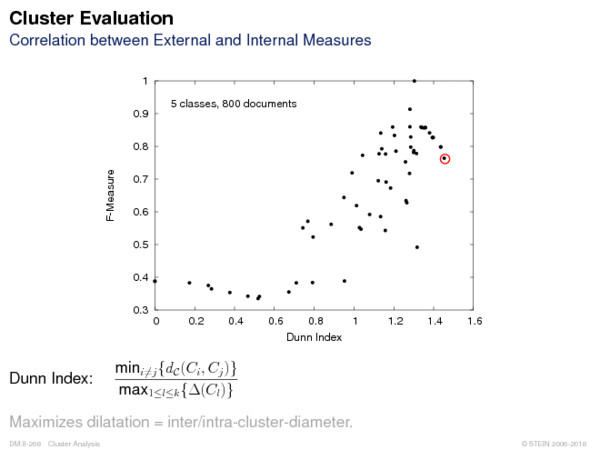 Cluster Evaluation
Correlation between External and Internal Measures
5 classes, 800 documents
1
0.9
0.8
0.7
0.6
0.5
0.4
0.3
F-Measure
0 0.2 0.4 0.6 0.8 1 1.2 1.4 1.6
Dunn Index
Dunn Index: min_{i≠j}{d_C(C_i, C_j)}
max_{1≤l≤k}{Δ(C_l)}
Maximizes dilatation = inter/intra-cluster-diameter.
DM:II-268 Cluster Analysis © STEIN 2006-2018